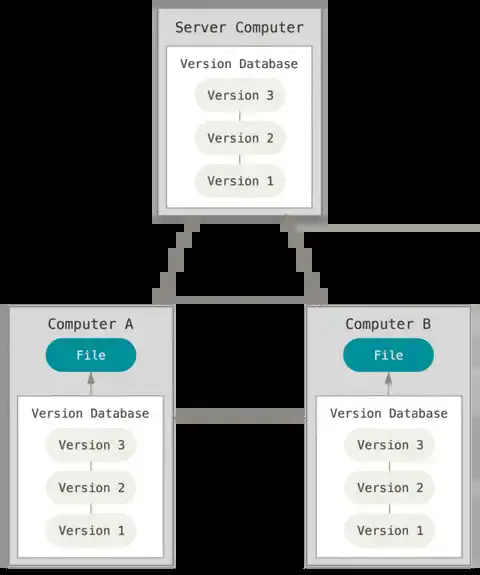 Server Computer
Version Database
Version 3
Version 2
Version 1
Computer A
File
Version Database
Version 3
Version 2
Version 1
Computer B
File
Version Database
Version 3
Version 2
Version 1